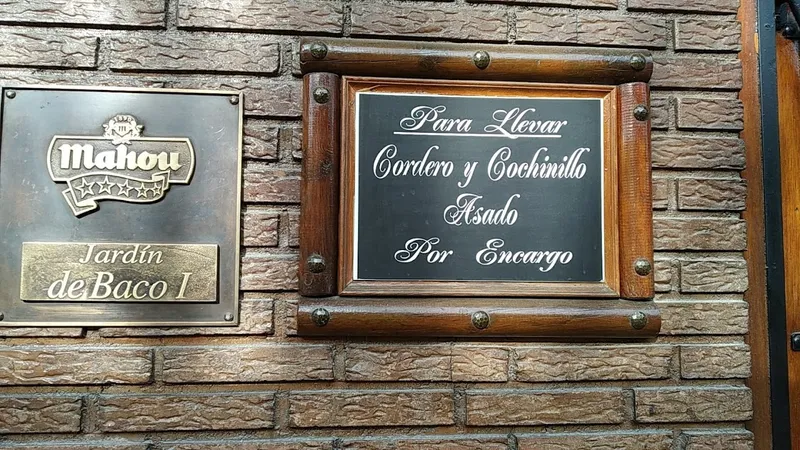 Mahou
Jardín
de Baco I
Para Llevar
Cordero y Cochinillo
Asado
Por Encargo